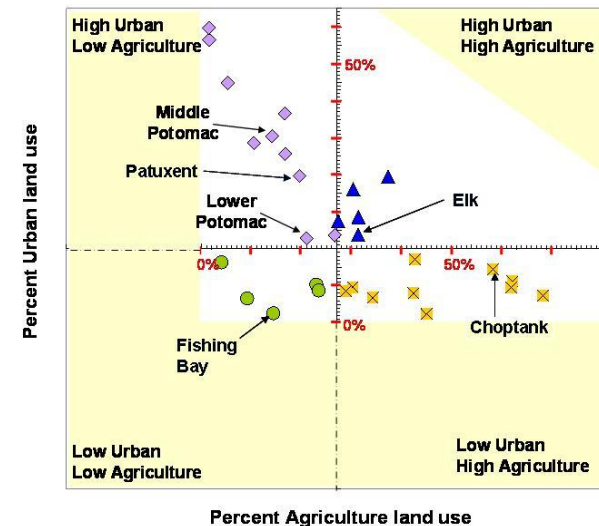 High Urban
Low Agriculture
High Urban
High Agriculture
50%
Middle
Potomac
Patuxent
Lower
Potomac
Elk
Percent Urban land use
0%
50%
0%
Choptank
Fishing
Bay
Low Urban
Low Agriculture
Low Urban
High Agriculture
Percent Agriculture land use